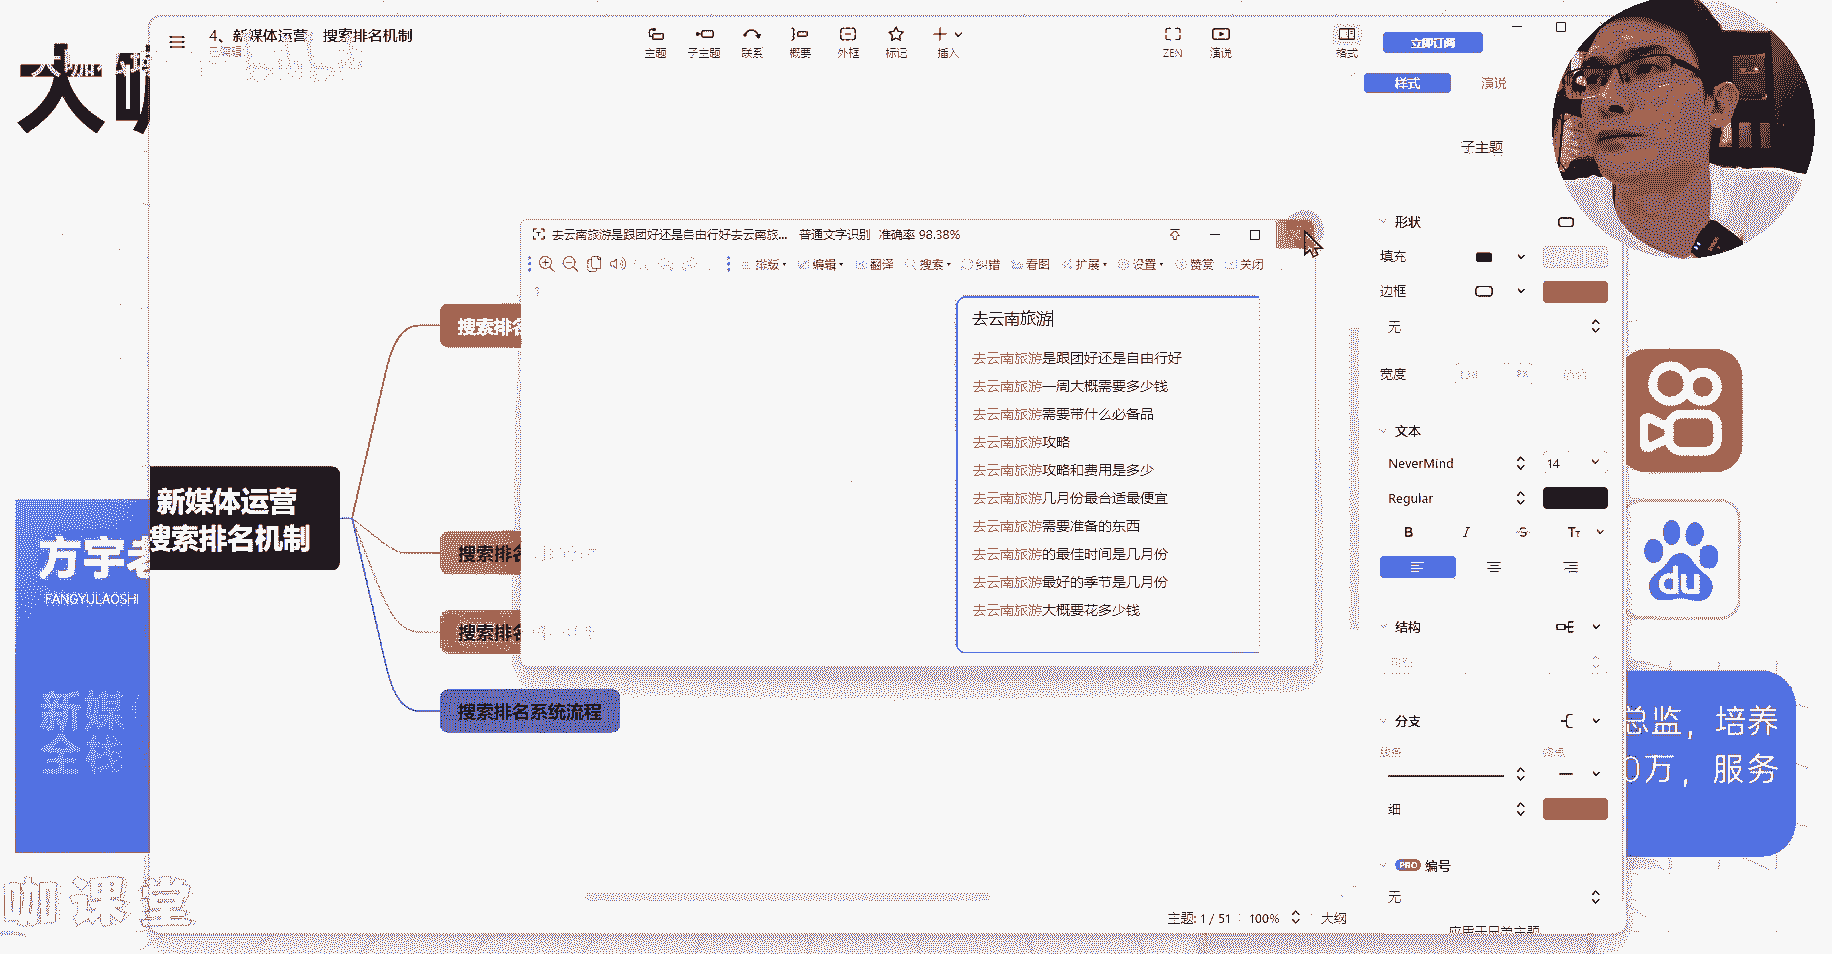 4、新媒体运营 搜索排名机制
已编辑
主题
子主题
联系
概要
外框
标记
插入
ZEN
演说
格式
立即订阅
样式
演说
大咖
子主题
形状
填充
边框
无
宽度
文本
NeverMind
14
Regular
B
I
S
Tт
结构
分支
细
PRO 编号
无
应用于只前主题
去云南旅游是跟团好还是自由行好去云南旅... 普通文字识别 准确率 98.38%
排版
编辑
翻译
搜索
纠错
看图
扩展
设置
赞赏
关闭
去云南旅游
去云南旅游是跟团好还是自由行好
去云南旅游一周大概需要多少钱
去云南旅游需要带什么必备品
去云南旅游攻略
去云南旅游攻略和费用是多少
去云南旅游几月份最合适最便宜
去云南旅游需要准备的东西
去云南旅游的最佳时间是几月份
去云南旅游最好的季节是几月份
去云南旅游大概要花多少钱
搜索排名
新媒体运营
搜索排名机制
搜索排名
搜索排名
搜索排名系统流程
方宇老
FANGYULAOSHI
新媒
全栈
咖课堂
du
总监，培养
0万，服务
主题: 1 / 51
100%
大纲